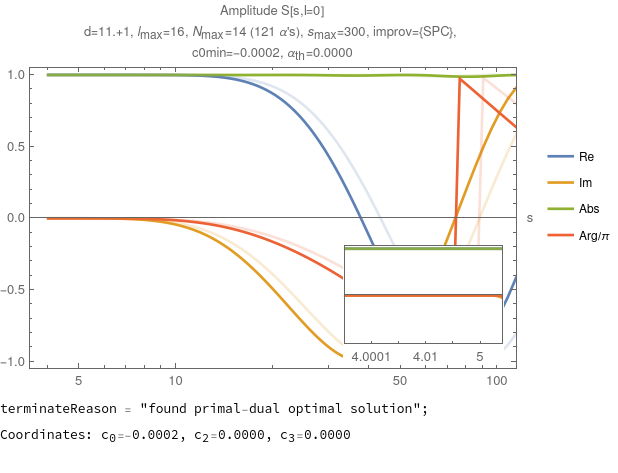 Amplitude S[s,l=0]
d=11.+1, lmax=16, Nmax=14 (121 α's), smax=300, improv={SPC},
c0min=-0.0002, αth=0.0000
1.0
0.5
0.0
-0.5
-1.0
s
Re
Im
Abs
Arg/π
4.0001 4.01 5
5 10 50 100
terminateReason = "found primal-dual optimal solution";
Coordinates: c0=-0.0002, c2=0.0000, c3=0.0000